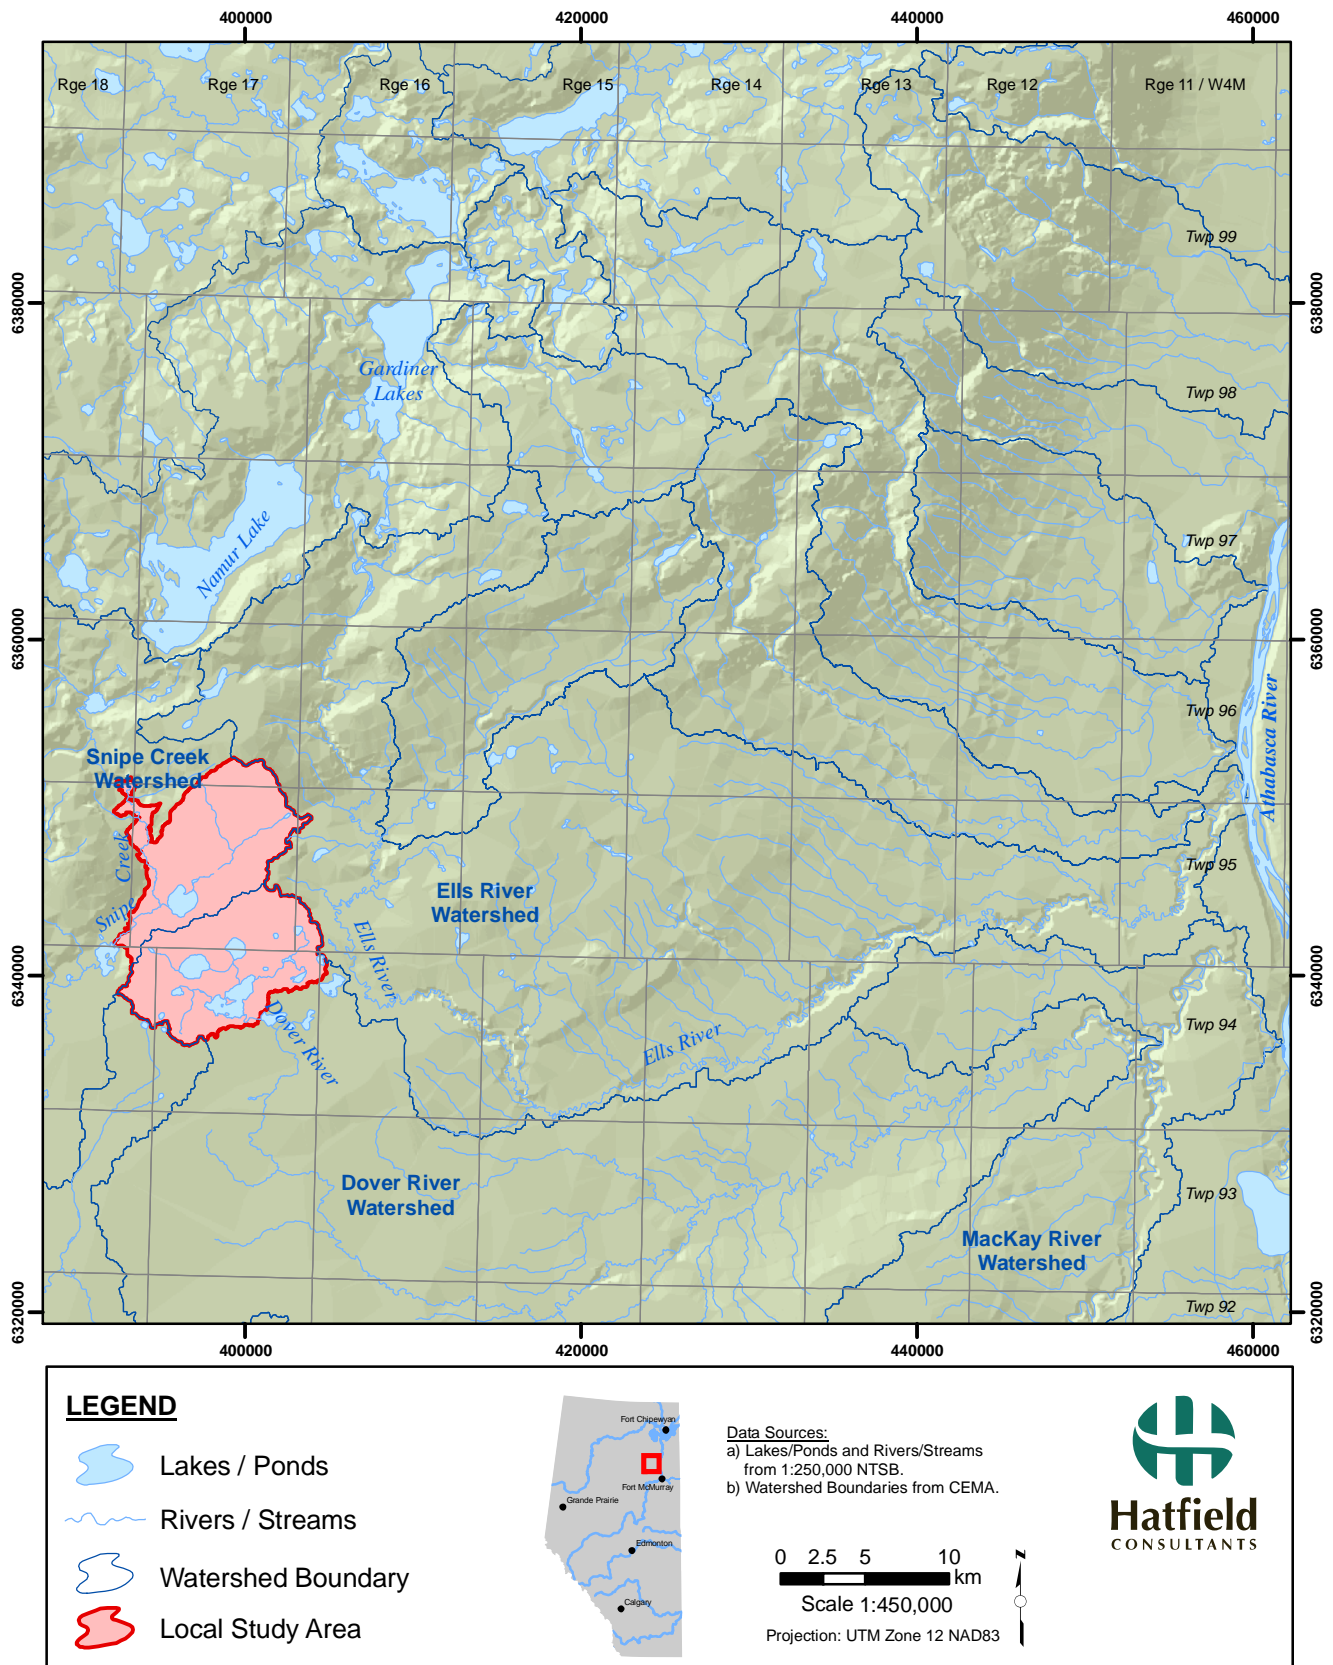 400000
420000
440000
460000
Rge 18
Rge 17
Rge 16
Rge 15
Rge 14
Rge 13
Rge 12
Rge 11 / W4M
Twp 99
6380000
6380000
Gardiner
Lakes
Twp 98
Namur Lake
Twp 97
6360000
6360000
Twp 96
Athabasca River
Snipe Creek
Watershed
Snipe Creek
Twp 95
Ells River
Watershed
Ells River
6340000
6340000
Dover River
Ells River
Twp 94
Dover River
Watershed
Twp 93
MacKay River
Watershed
6320000
6320000
Twp 92
400000
420000
440000
460000
LEGEND
Lakes / Ponds
Rivers / Streams
Watershed Boundary
Local Study Area
Fort Chipewyan
Fort McMurray
Grande Prairie
Edmonton
Calgary
Data Sources:
a) Lakes/Ponds and Rivers/Streams
from 1:250,000 NTSB.
b) Watershed Boundaries from CEMA.
0 2.5 5 10
km
Scale 1:450,000
Projection: UTM Zone 12 NAD83
N
Hatfield
CONSULTANTS